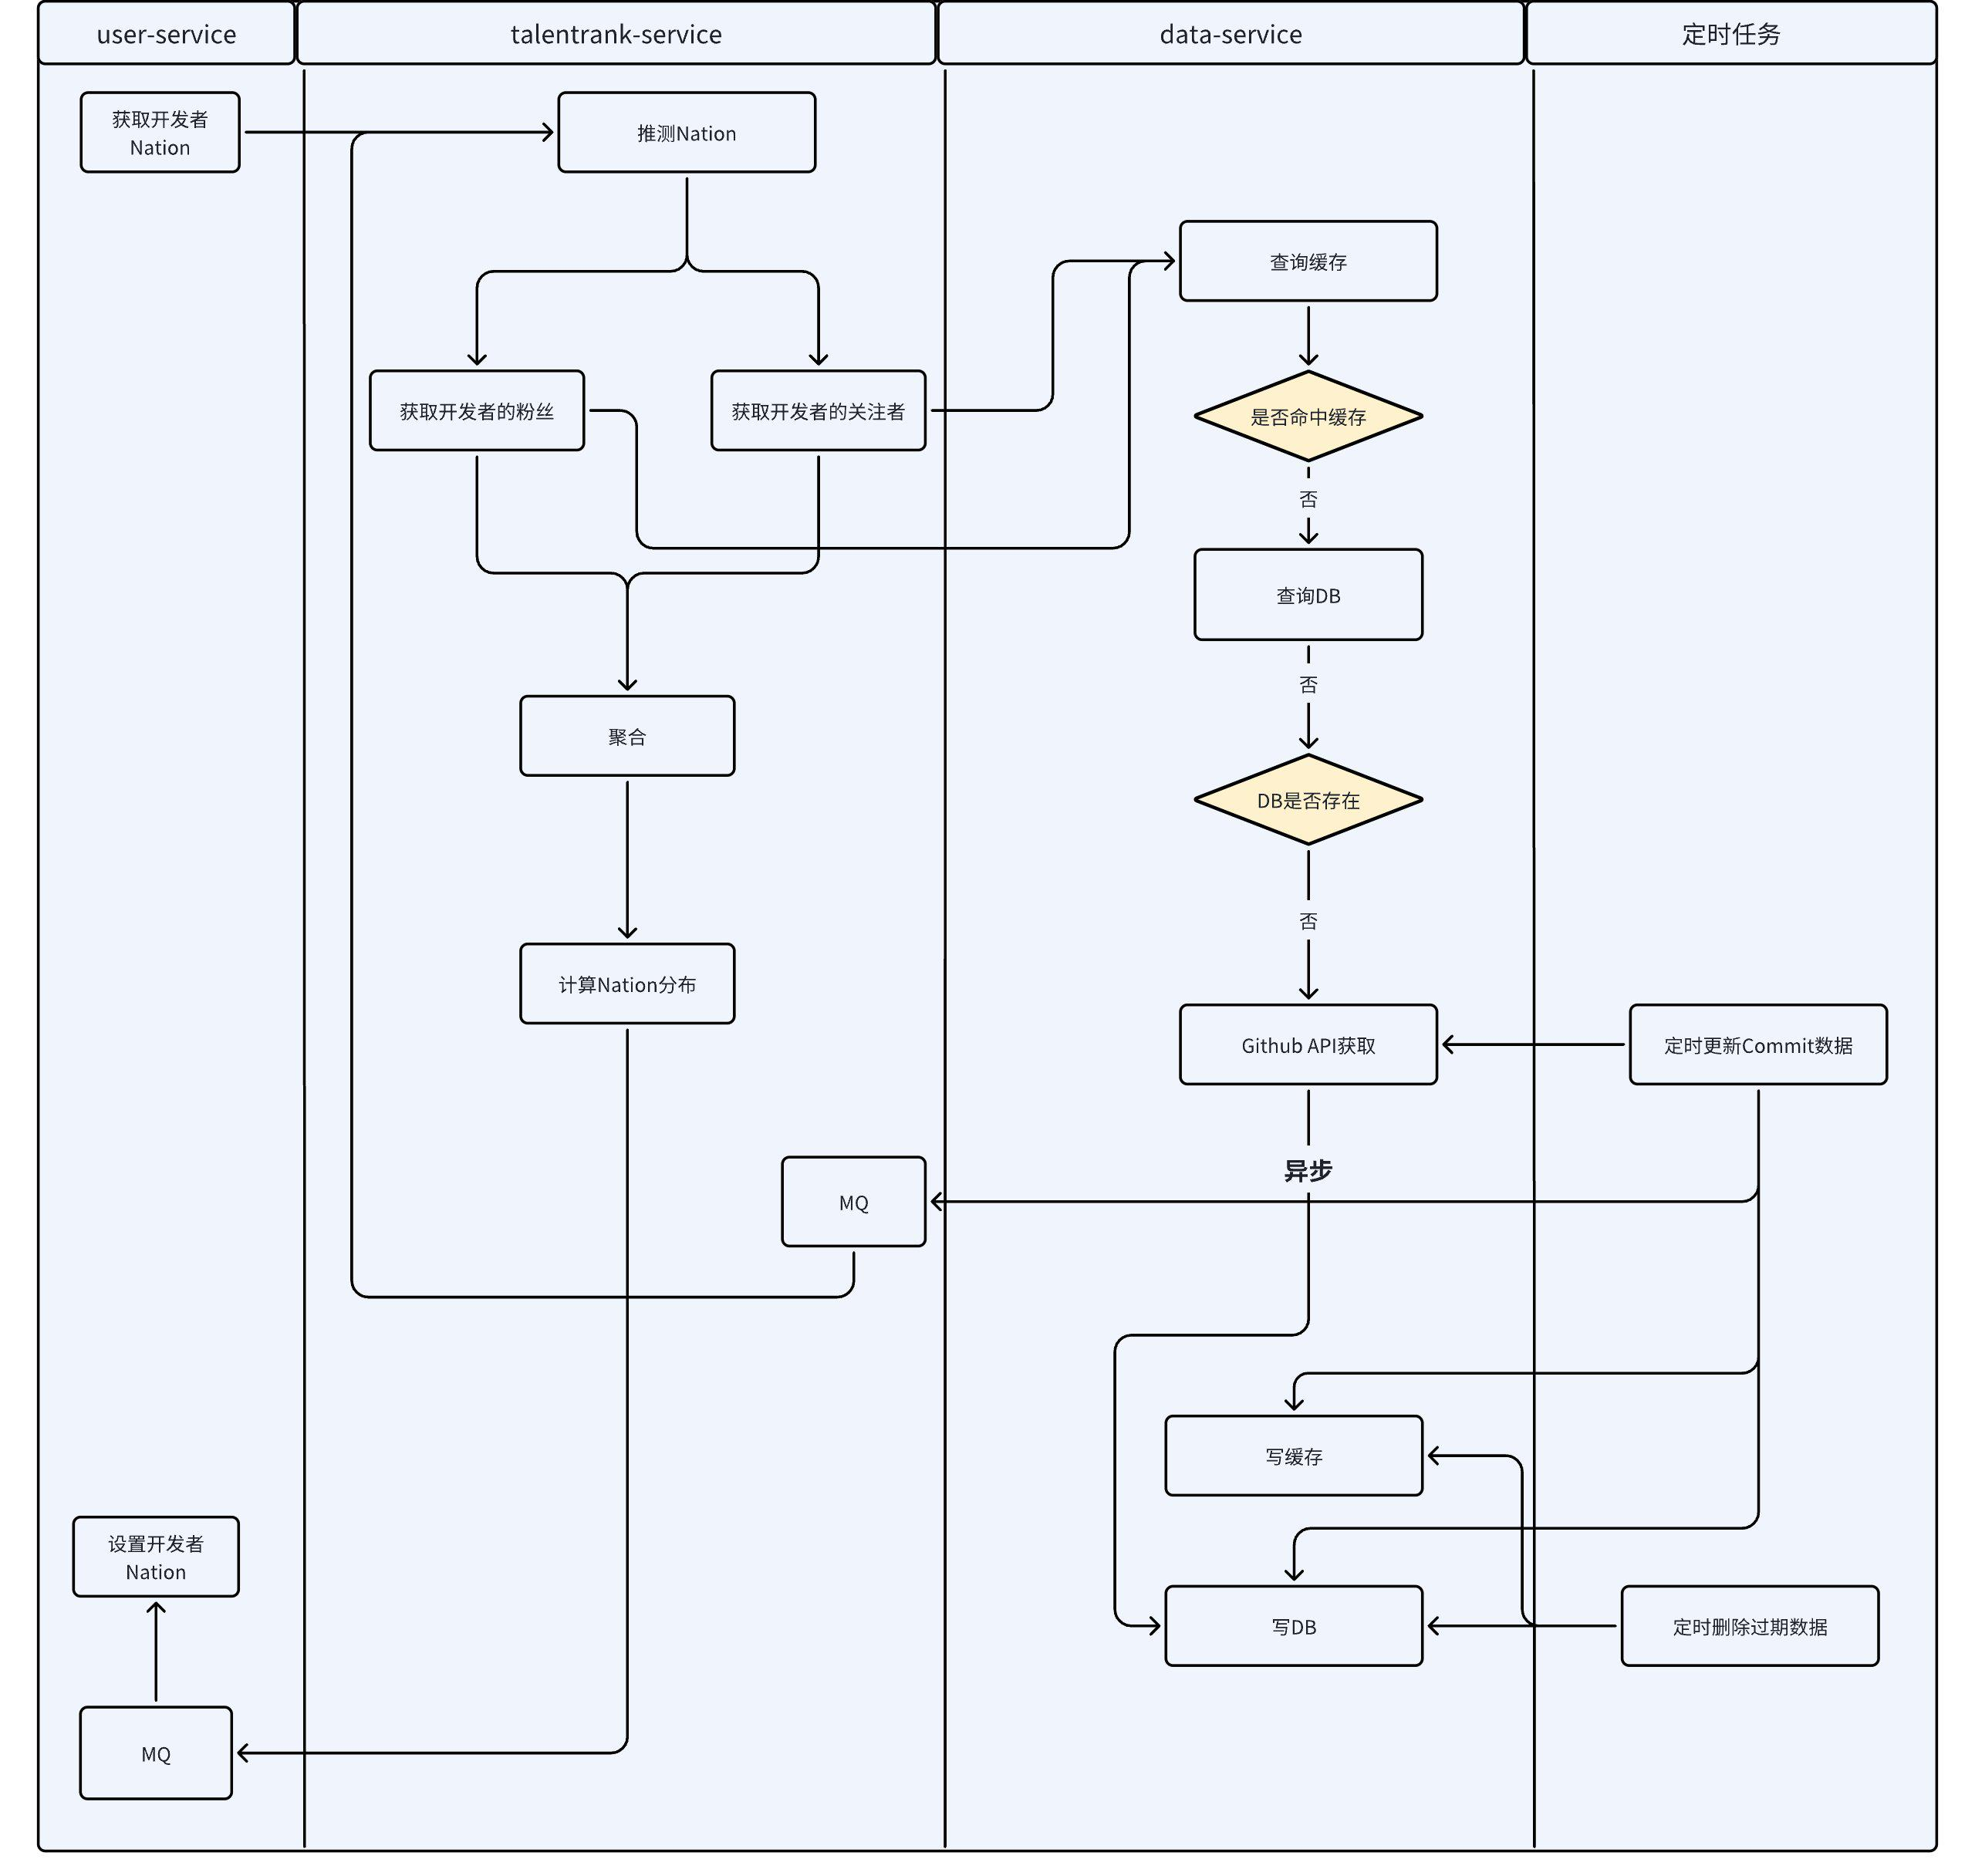 user-service
talentrank-service
data-service
定时任务
获取开发者
Nation
推测Nation
查询缓存
获取开发者的粉丝
获取开发者的关注者
是否命中缓存
否
查询DB
否
聚合
DB是否存在
否
计算Nation分布
Github API获取
定时更新Commit数据
异步
MQ
写缓存
设置开发者
Nation
写DB
定时删除过期数据
MQ